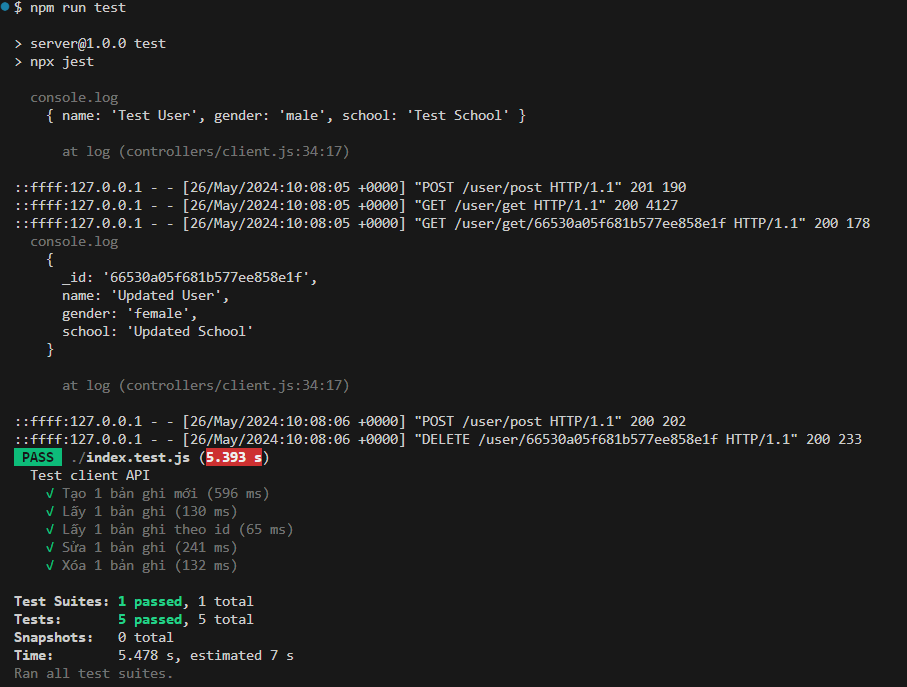 $ npm run test
> server@1.0.0 test
> npx jest
console.log
{ name: 'Test User', gender: 'male', school: 'Test School' }
at log (controllers/client.js:34:17)
::ffff:127.0.0.1 - - [26/May/2024:10:08:05 +0000] "POST /user/post HTTP/1.1" 201 190
::ffff:127.0.0.1 - - [26/May/2024:10:08:05 +0000] "GET /user/get HTTP/1.1" 200 4127
::ffff:127.0.0.1 - - [26/May/2024:10:08:05 +0000] "GET /user/get/66530a05f681b577ee858e1f HTTP/1.1" 200 178
console.log
{
_id: '66530a05f681b577ee858e1f',
name: 'Updated User',
gender: 'female',
school: 'Updated School'
}
at log (controllers/client.js:34:17)
::ffff:127.0.0.1 - - [26/May/2024:10:08:06 +0000] "POST /user/post HTTP/1.1" 200 202
::ffff:127.0.0.1 - - [26/May/2024:10:08:06 +0000] "DELETE /user/66530a05f681b577ee858e1f HTTP/1.1" 200 233
PASS ./index.test.js (5.393 s)
Test client API
√ Tạo 1 bản ghi mới (596 ms)
√ Lấy 1 bản ghi (130 ms)
√ Lấy 1 bản ghi theo id (65 ms)
√ Sửa 1 bản ghi (241 ms)
√ Xóa 1 bản ghi (132 ms)
Test Suites: 1 passed, 1 total
Tests: 5 passed, 5 total
Snapshots: 0 total
Time: 5.478 s, estimated 7 s
Ran all test suites.